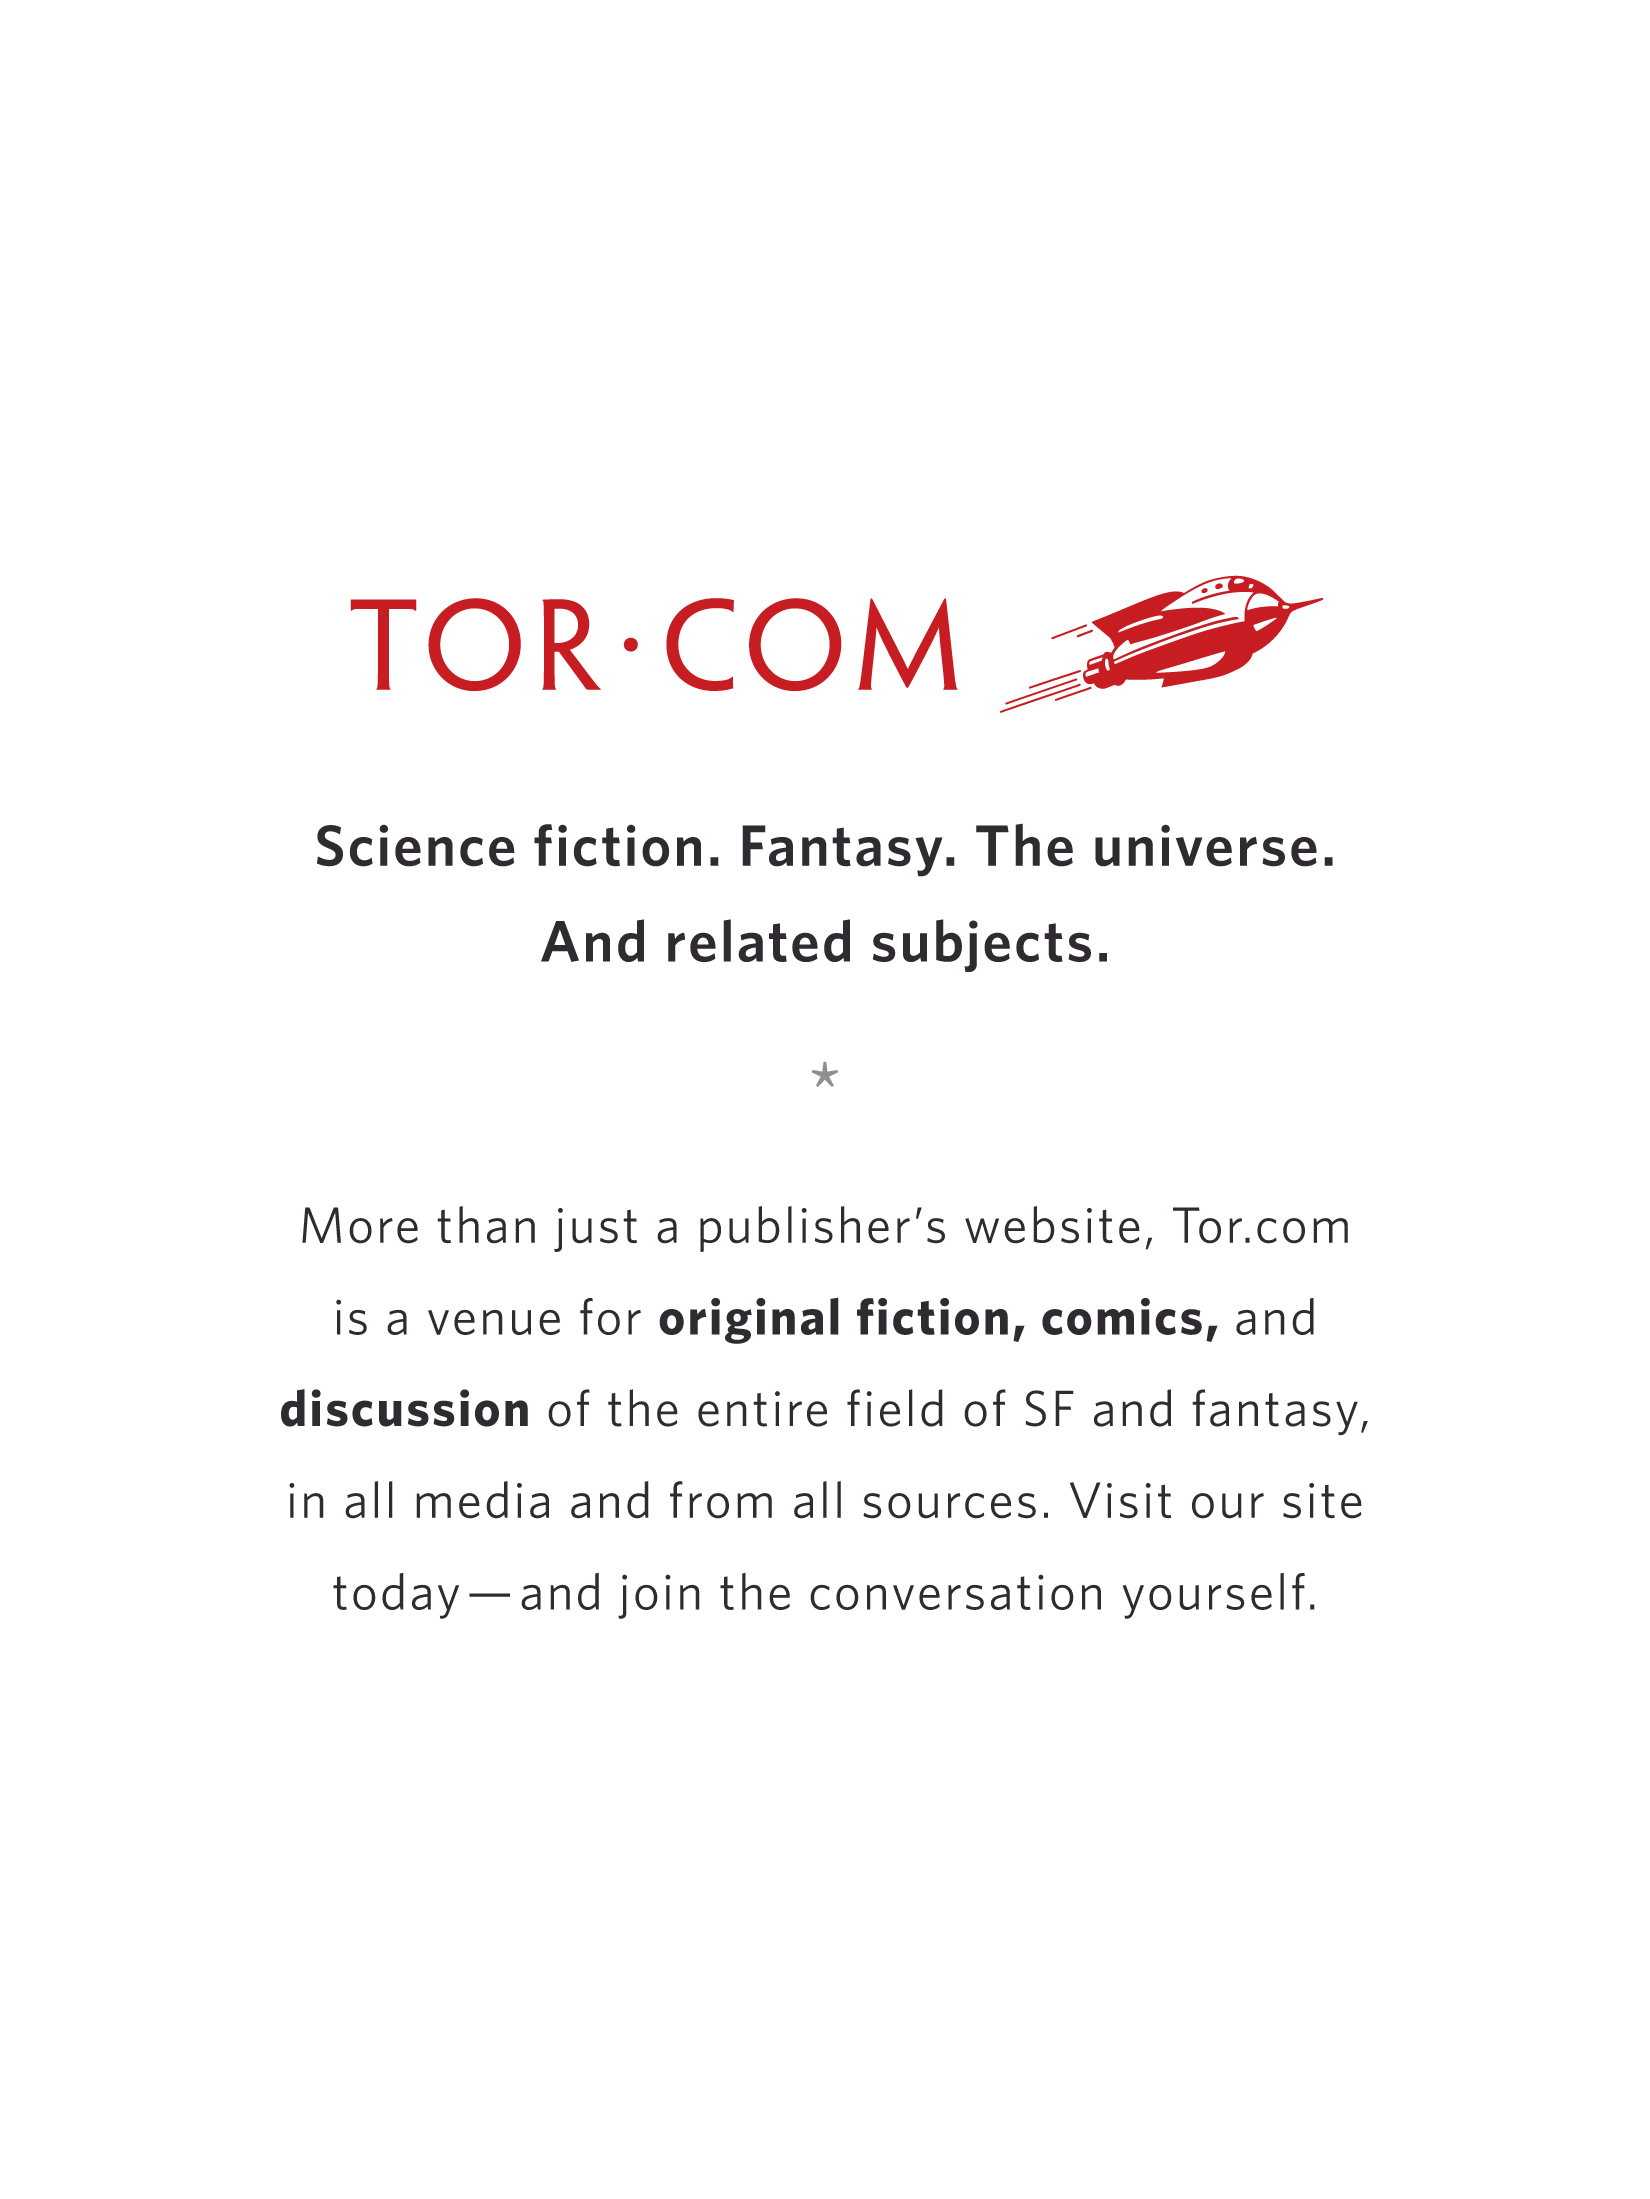 TOR·COM
Science fiction. Fantasy. The universe.
And related subjects.
*
More than just a publisher’s website, Tor.com
is a venue for original fiction, comics, and
discussion of the entire field of SF and fantasy,
in all media and from all sources. Visit our site
today—and join the conversation yourself.